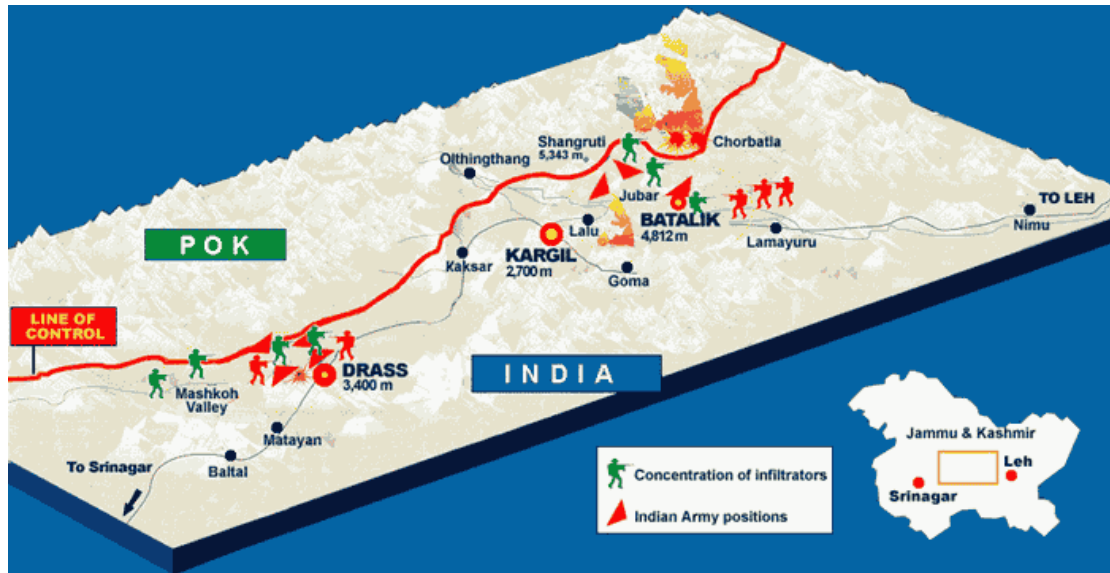 Shangruti
5,343 m
Chorbatla
Olthingthang
Jubar
BATALIK
4,812 m
TO LEH
Nimu
Lamayuru
Lalu
KARGIL
2,700 m
Kaksar
Goma
POK
LINE OF
CONTROL
INDIA
DRASS
3,400 m
Mashkoh
Valley
Matayan
Baltal
To Srinagar
Concentration of infiltrators
Indian Army positions
Jammu & Kashmir
Leh
Srinagar